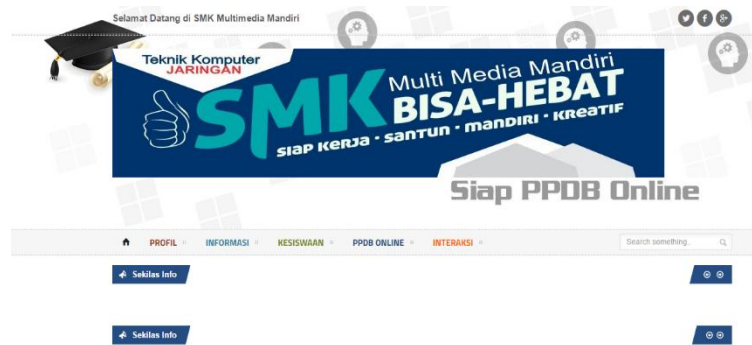 Selamat Datang di SMK Multimedia Mandiri
Teknik Komputer
JARINGAN
SMK
Multi Media Mandiri
BISA-HEBAT
SIAP KERJA • SANTUN • MANDIRI • KREATIF
Siap PPDB Online
PROFIL INFORMASI KESISWAAN PPDB ONLINE INTERAKSI Search something..
Sekilas Info
Sekilas Info